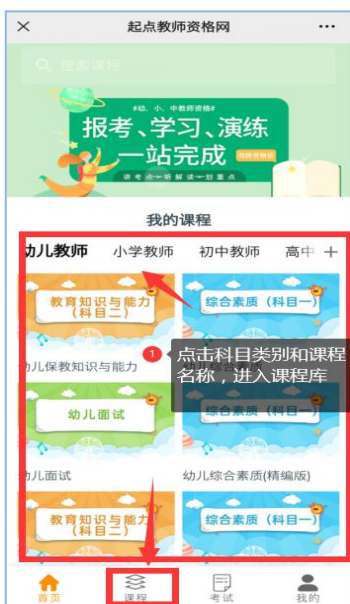 起点教师资格网
搜索课程
#幼、小、中教师资格#
报考、学习、演练
一站完成
讲考点一听解读一划重点
我的课程
幼儿教师 小学教师 初中教师 高中 +
教育知识与能力
（科目二）
综合素质（科目一）
幼儿保教知识与能力
1 点击科目类别和课程
名称，进入课程库
幼儿面试
综合素质（科目一）
幼儿面试 幼儿综合素质(精编版)
教育知识与能力
（科目二）
综合素质（科目一）
首页 课程 考试 我的